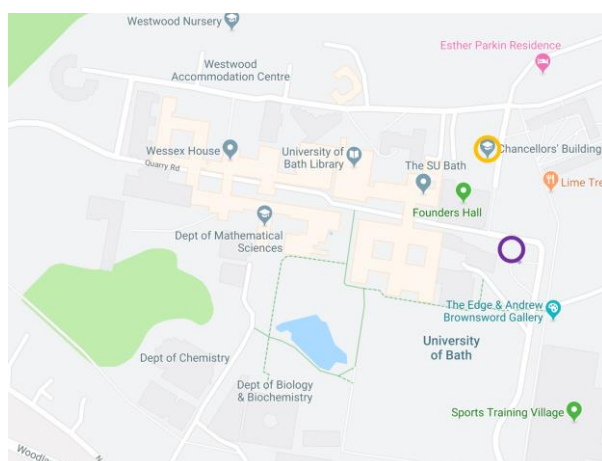 Westwood Nursery
Esther Parkin Residence
Westwood
Accommodation Centre
Wessex House
University of
Bath Library
Chancellors' Building
Quarry Rd
The SU Bath
Lime Tre
Founders Hall
Dept of Mathematical
Sciences
The Edge & Andrew
Brownsword Gallery
University
of Bath
Dept of Chemistry
Dept of Biology
& Biochemistry
Sports Training Village
Woodla
N